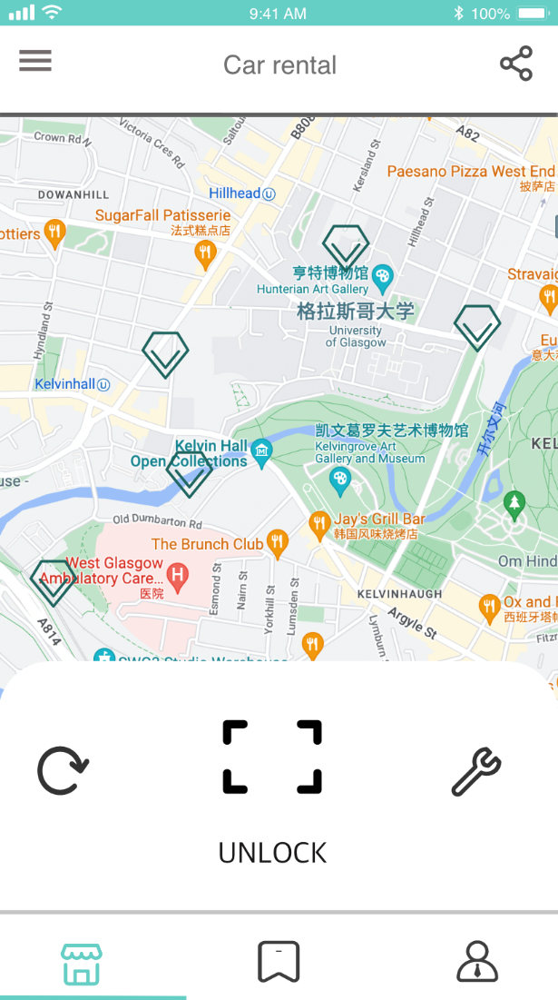 9:41 AM
100%
Car rental
Crown Rd N
Victoria Cres Rd
B808
Kersland St
A82
Paesano Pizza West End
披萨店
DOWANHILL
Hillhead
Hillhead St
SugarFall Patisserie
法式糕点店
ottiers
亨特博物馆
Hunterian Art Gallery
Stravaig
格拉斯哥大学
University
of Glasgow
Hyndland St
Eu
意大利
Kelvinhall
凯文葛罗夫艺术博物馆
Kelvingrove Art
Gallery and Museum
开尔文河
KEL
Kelvin Hall
Open Collections
use -
Old Dumbarton Rd
Jay's Grill Bar
韩国风味烧烤店
The Brunch Club
West Glasgow
Ambulatory Care...
医院
Om Hind
Esmond St
Nairn St
Yorkhill St
Lumsden St
KELVINHAUGH
Ox and
西班牙塔帕
A814
Argyle St
Lymburn
Fitzr
SWG3 Studio Warehouse
UNLOCK